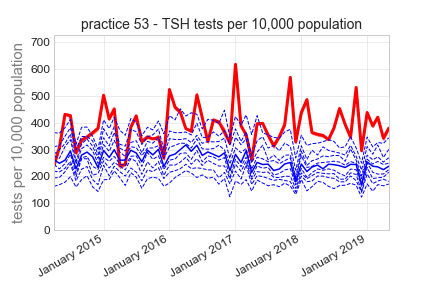 practice 53 - TSH tests per 10,000 population
tests per 10,000 population
700
600
500
400
300
200
100
0
January 2015
January 2016
January 2017
January 2018
January 2019